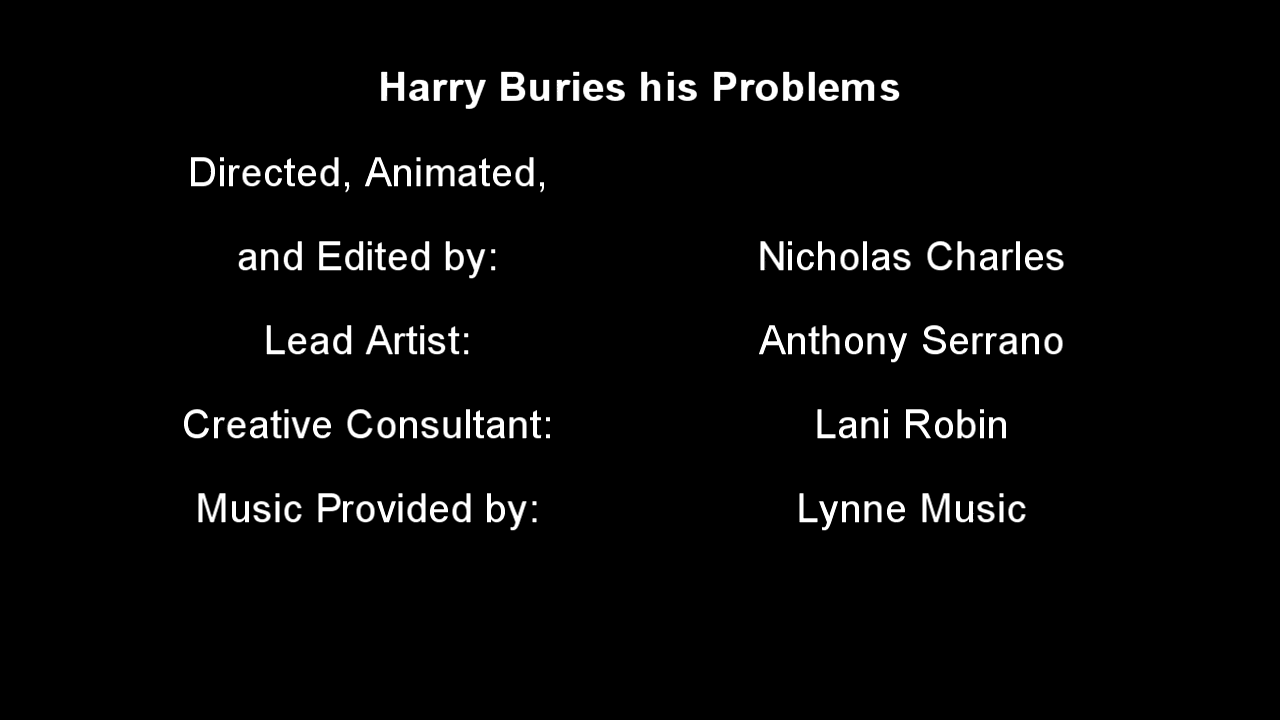 Harry Buries his Problems
Directed, Animated,
and Edited by: Nicholas Charles
Lead Artist: Anthony Serrano
Creative Consultant: Lani Robin
Music Provided by: Lynne Music